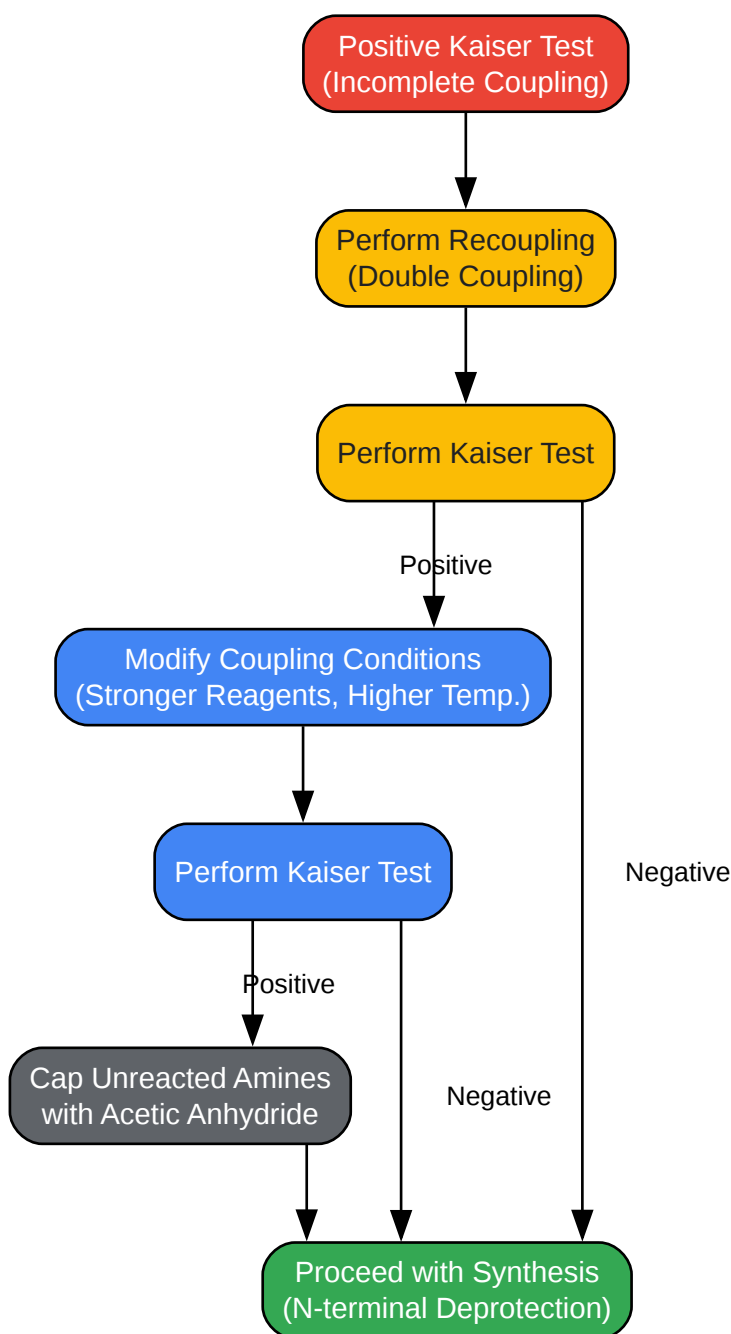 Positive Kaiser Test
(Incomplete Coupling)
Perform Recoupling
(Double Coupling)
Perform Kaiser Test
Positive
Modify Coupling Conditions
(Stronger Reagents, Higher Temp.)
Perform Kaiser Test
Negative
Positive
Cap Unreacted Amines
with Acetic Anhydride
Negative
Proceed with Synthesis
(N-terminal Deprotection)